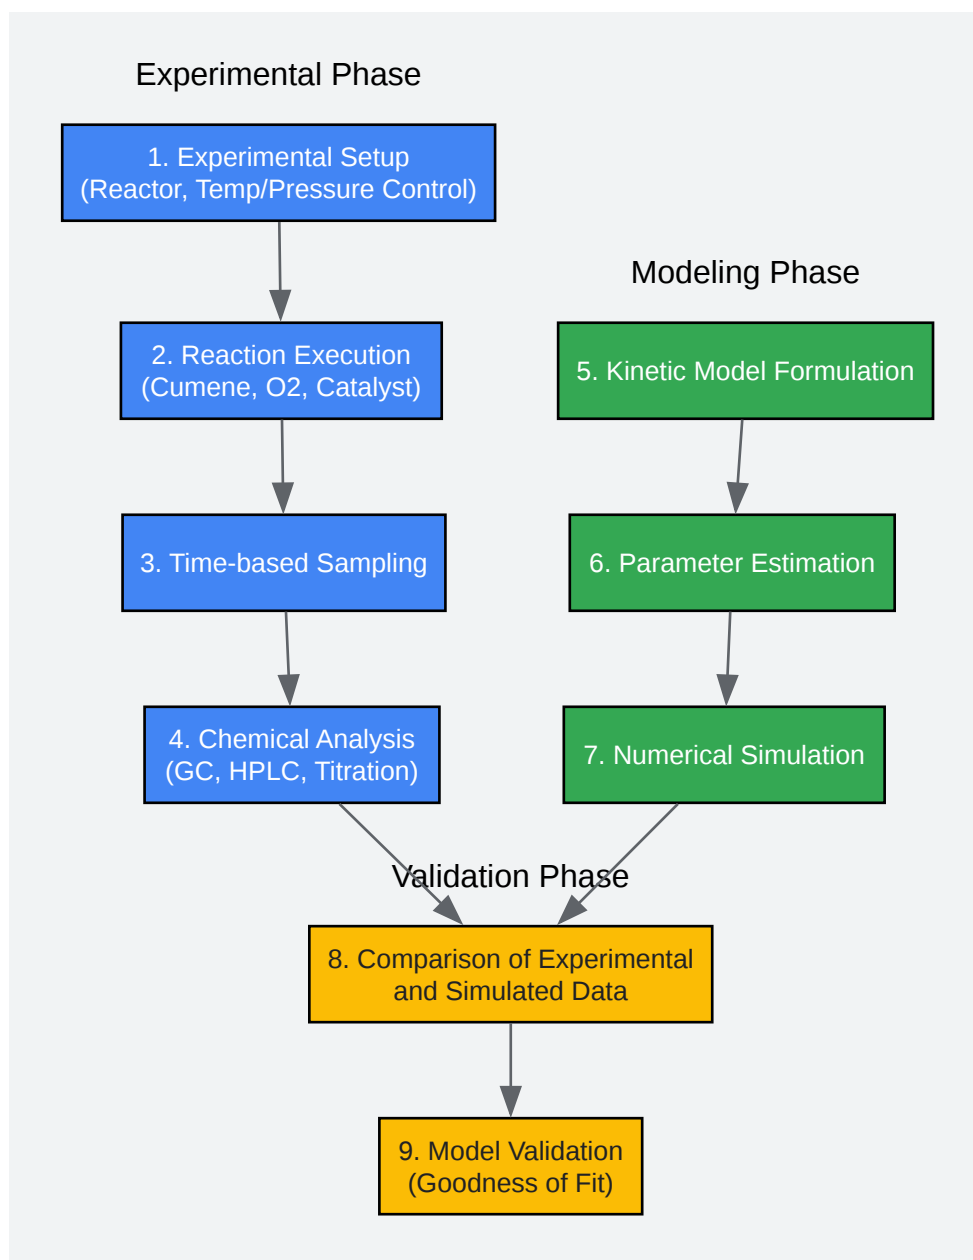 Experimental Phase
1. Experimental Setup
(Reactor, Temp/Pressure Control)
2. Reaction Execution
(Cumene, O2, Catalyst)
3. Time-based Sampling
4. Chemical Analysis
(GC, HPLC, Titration)
Modeling Phase
5. Kinetic Model Formulation
6. Parameter Estimation
7. Numerical Simulation
Validation Phase
8. Comparison of Experimental
and Simulated Data
9. Model Validation
(Goodness of Fit)